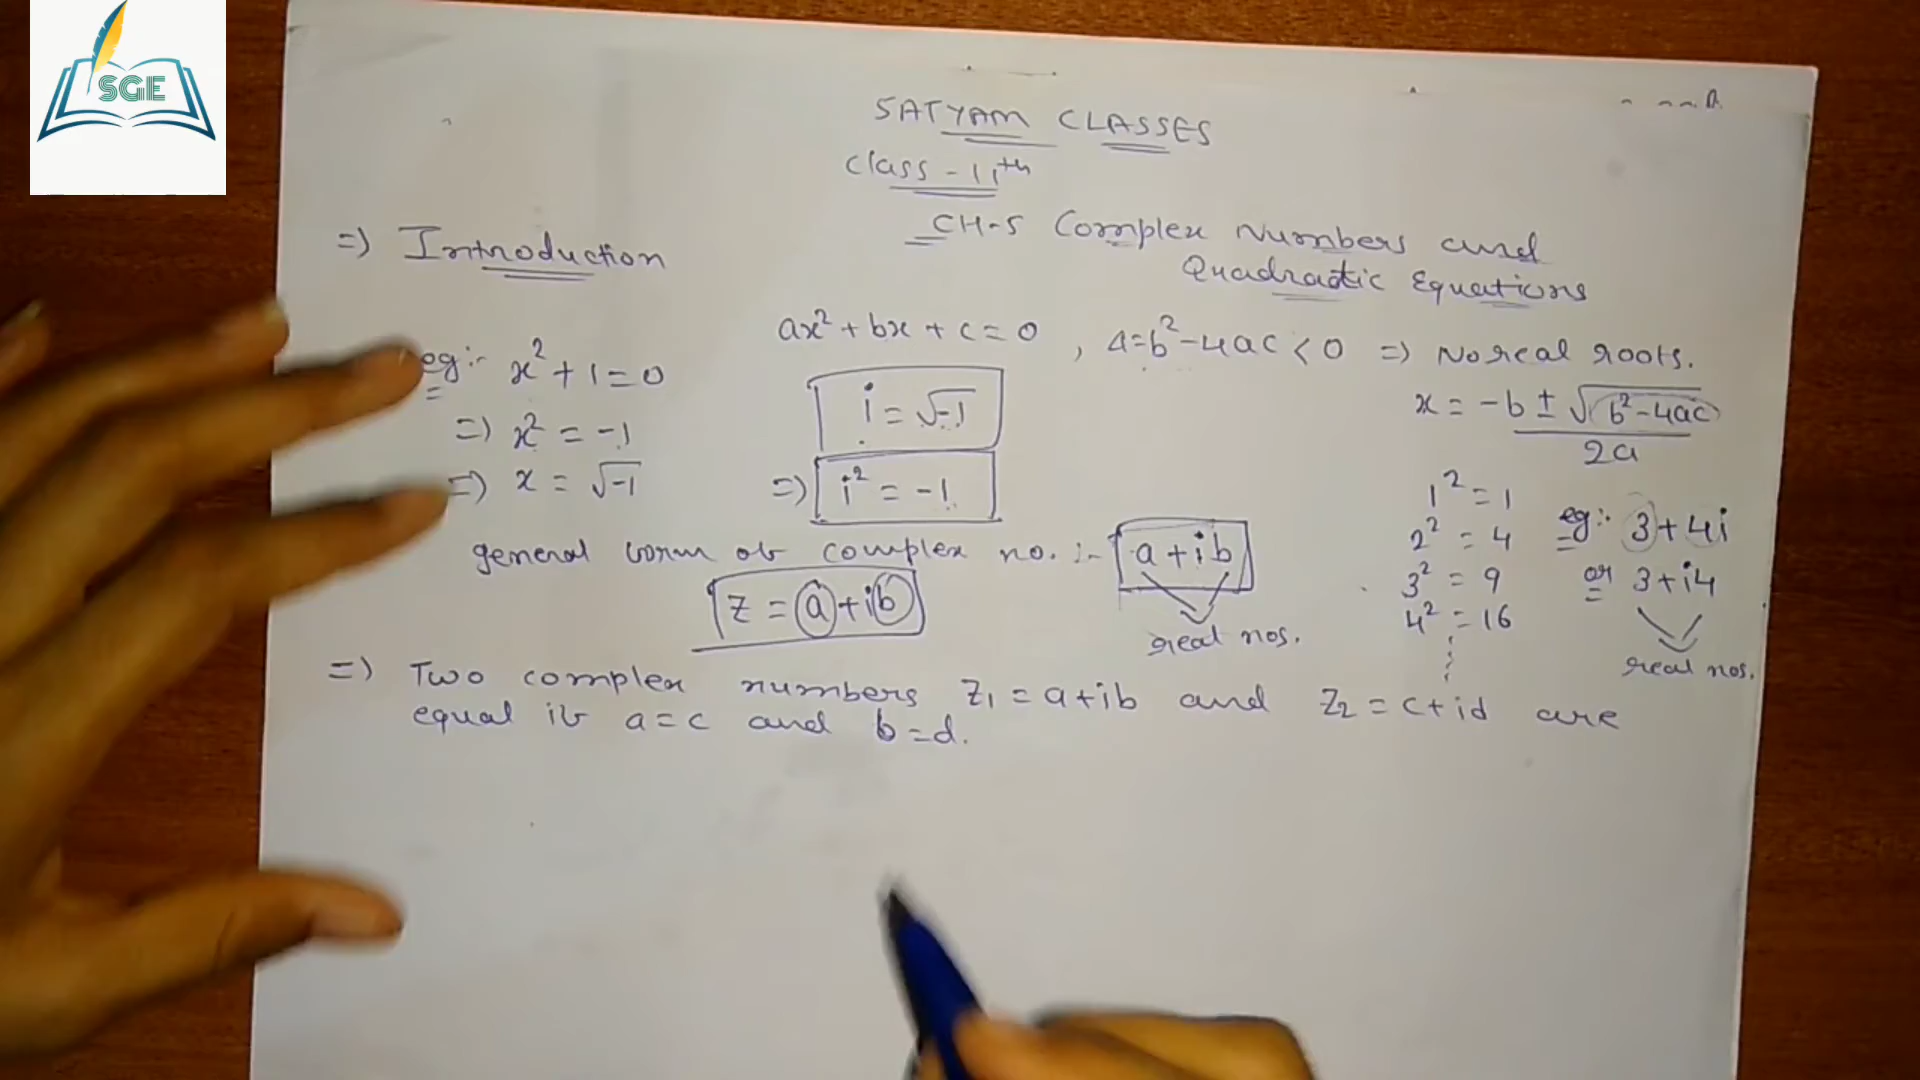 SGE
SATYAM CLASSES
Class - 11th
CH-5 Complex Numbers and
Quadratic Equations
=) Introduction
eg:- x² + 1 = 0
=) x² = -1
=) x = √-1
ax² + bx + c = 0 , Δ = b² - 4ac < 0 =) No real roots.
x = -b ± √b² - 4ac
2a
i = √-1
=) i² = -1
1² = 1
2² = 4
3² = 9
4² = 16
eg:- 3 + 4i
or 3 + i4
real nos.
general form of complex no. :- a + ib
real nos.
z = a + ib
=) Two complex numbers z₁ = a + ib and z₂ = c + id are
equal if a = c and b = d.